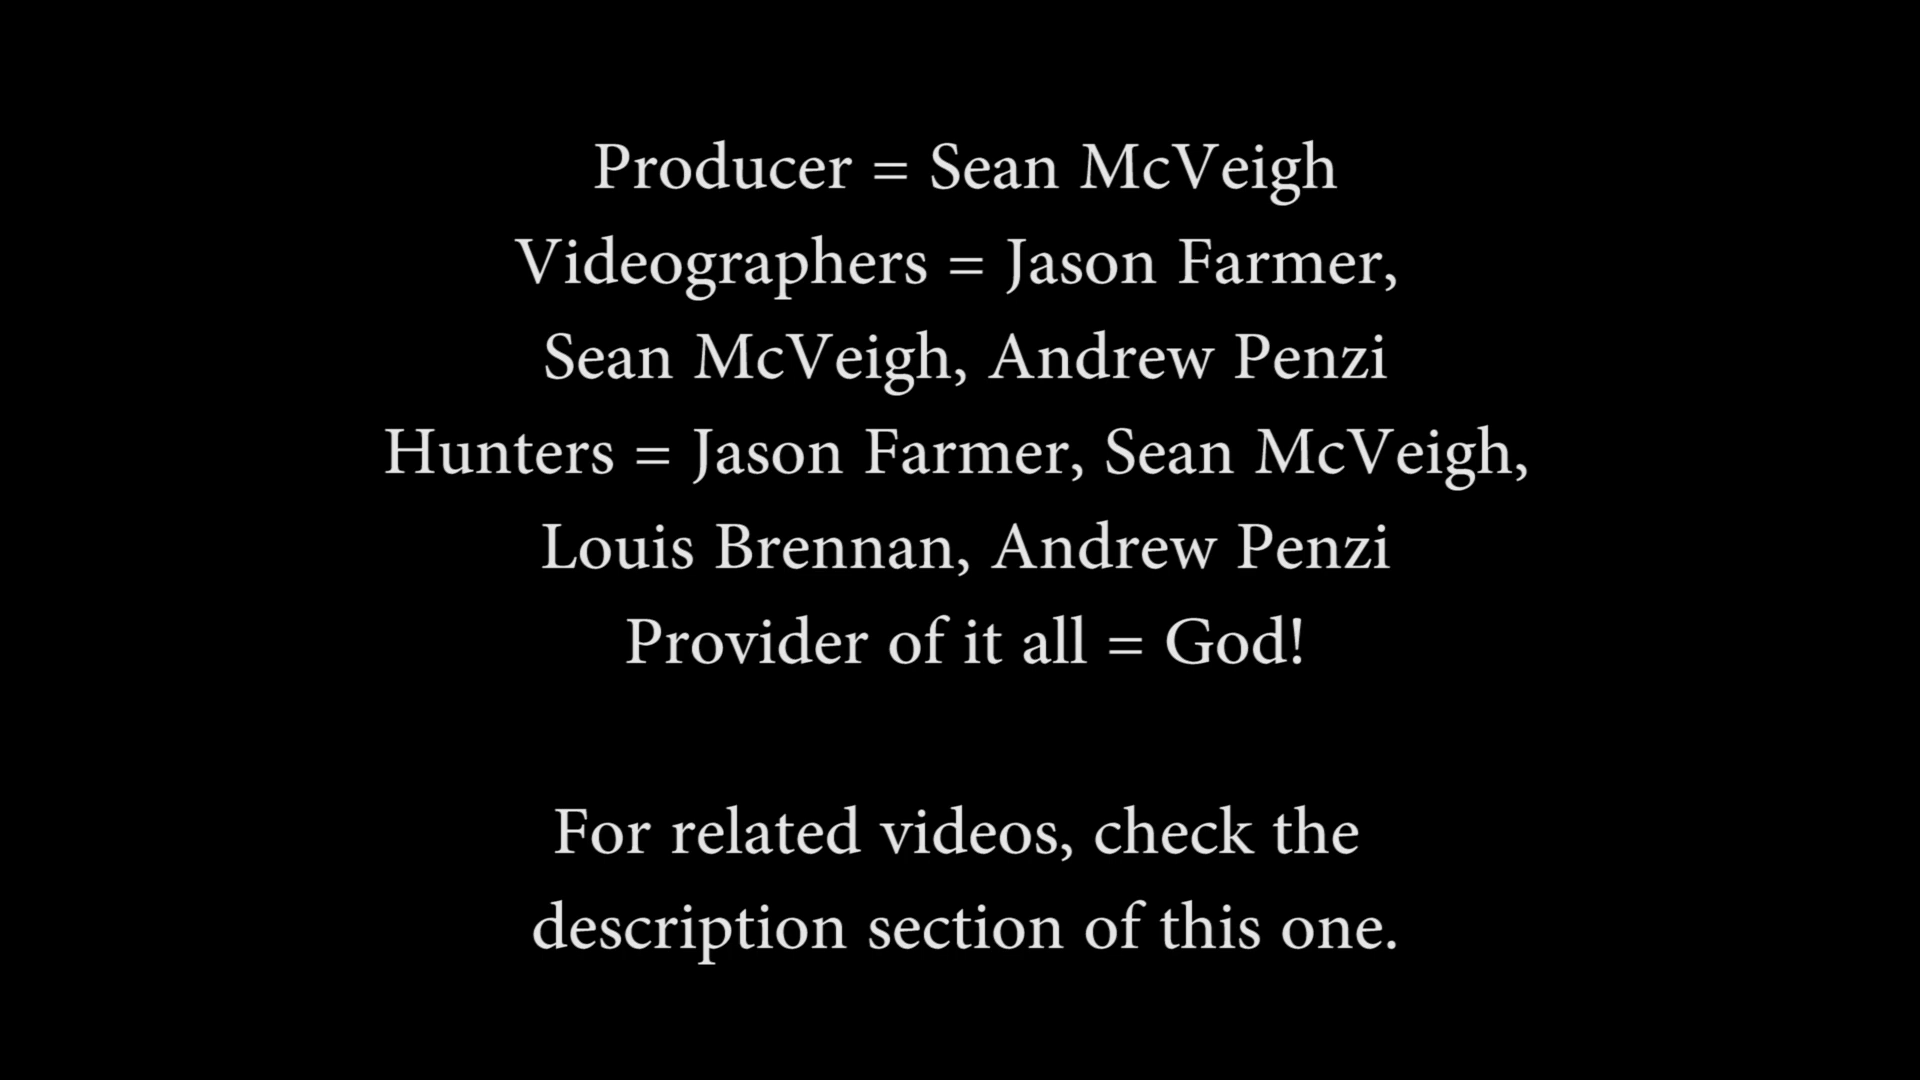 Producer = Sean McVeigh
Videographers = Jason Farmer,
Sean McVeigh, Andrew Penzi
Hunters = Jason Farmer, Sean McVeigh,
Louis Brennan, Andrew Penzi
Provider of it all = God!
For related videos, check the
description section of this one.